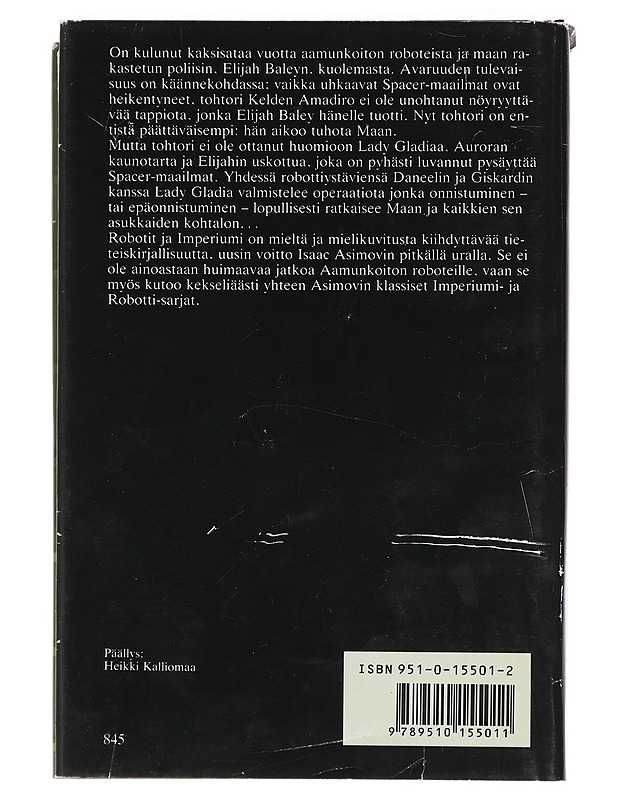 On kulunut kaksisataa vuotta aamunkoiton roboteista ja maan ra-
kastetun poliisin, Elijah Baleyn, kuolemasta. Avaruuden tulevai-
suus on käännekohdassa: vaikka uhkaavat Spacer-maailmat ovat
heikentyneet, tohtori Kelden Amadiro ei ole unohtanut nöyryyttä-
vää tappiota, jonka Elijah Baley hänelle tuotti. Nyt tohtori on en-
tistä päättäväisempi: hän aikoo tuhota Maan.
Mutta tohtori ei ole ottanut huomioon Lady Gladiaa, Auroran
kaunotarta ja Elijahin uskottua, joka on pyhästi luvannut pysäyttää
Spacer-maailmat. Yhdessä robottiystäviensä Daneelin ja Giskardin
kanssa Lady Gladia valmistelee operaatiota jonka onnistuminen –
tai epäonnistuminen – lopullisesti ratkaisee Maan ja kaikkien sen
asukkaiden kohtalon. . .
Robotit ja Imperiumi on mieltä ja mielikuvitusta kiihdyttävää tie-
teiskirjallisuutta, uusin voitto Isaac Asimovin pitkällä uralla. Se ei
ole ainoastaan huimaavaa jatkoa Aamunkoiton roboteille, vaan se
myös kutoo kekseliäästi yhteen Asimovin klassiset Imperiumi- ja
Robotti-sarjat.
Päällys:
Heikki Kalliomaa
845
ISBN 951-0-15501-2
9 789510 155011